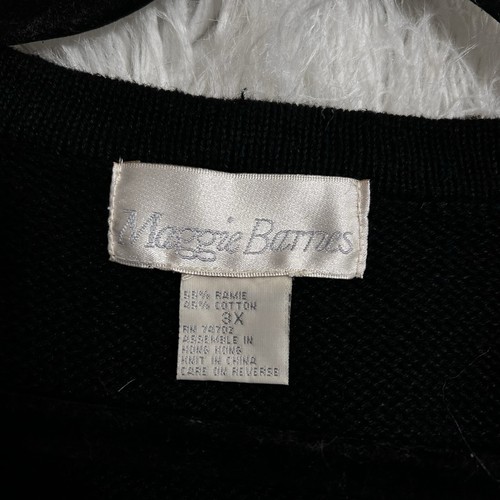 Maggie Barnes
55% RAMIE
45% COTTON
3X
RN 74702
ASSEMBLE IN
HONG KONG
KNIT IN CHINA
CARE ON REVERSE